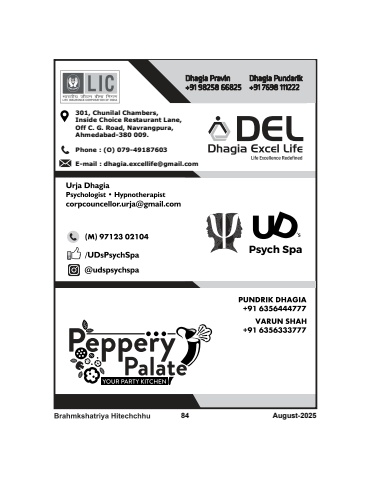 LIC
भारतीय जीवन बीमा निगम
LIFE INSURANCE CORPORATION OF INDIA
Dhagia Pravin
+91 98258 66825
Dhagia Pundarik
+91 7698 111222
301, Chunilal Chambers,
Inside Choice Restaurant Lane,
Off C. G. Road, Navrangpura,
Ahmedabad-380 009.
Phone : (O) 079-49187603
E-mail : dhagia.excellife@gmail.com
DEL
Dhagia Excel Life
Life Excellence Redefined
Urja Dhagia
Psychologist • Hypnotherapist
corpcouncellor.urja@gmail.com
(M) 97123 02104
/UDsPsychSpa
@udspsychspa
UD's
Psych Spa
PUNDRIK DHAGIA
+91 6356444777
VARUN SHAH
+91 6356333777
Peppery
Palate
YOUR PARTY KITCHEN
Brahmkshatriya Hitechchhu 84 August-2025